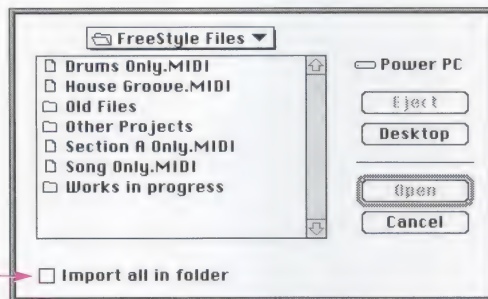 FreeStyle Files
Drums Only.MIDI
House Groove.MIDI
Old Files
Other Projects
Section A Only.MIDI
Song Only.MIDI
Works in progress
Power PC
Eject
Desktop
Open
Cancel
Import all in folder